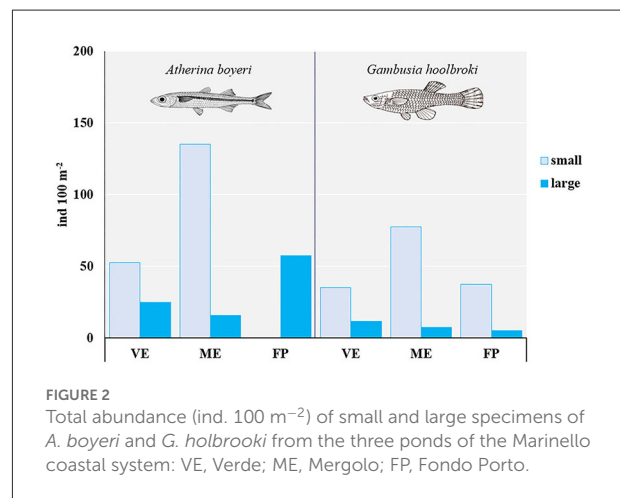 200
Atherina boyeri
Gambusia hoolbroki
150
small
ind 100 m⁻²
100
large
50
0
VE ME FP VE ME FP
FIGURE 2
Total abundance (ind. 100 m⁻²) of small and large specimens of
A. boyeri and G. holbrooki from the three ponds of the Marinello
coastal system: VE, Verde; ME, Mergolo; FP, Fondo Porto.